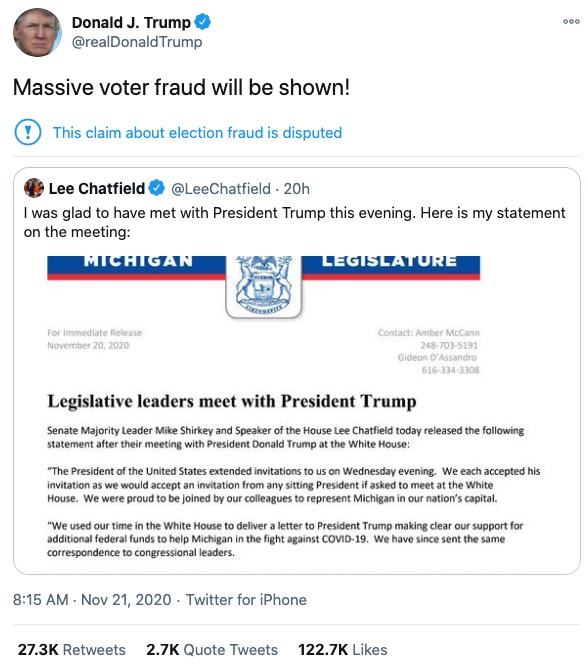 Donald J. Trump
@realDonaldTrump
Massive voter fraud will be shown!
This claim about election fraud is disputed
Lee Chatfield @LeeChatfield · 20h
I was glad to have met with President Trump this evening. Here is my statement
on the meeting:
MICHIGAN LEGISLATURE
For Immediate Release
November 20, 2020
Contact: Amber McCann
248-703-5191
Gideon D'Assandro
616-334-3308
Legislative leaders meet with President Trump
Senate Majority Leader Mike Shirkey and Speaker of the House Lee Chatfield today released the following
statement after their meeting with President Donald Trump at the White House:
"The President of the United States extended invitations to us on Wednesday evening. We each accepted his
invitation as we would accept an invitation from any sitting President if asked to meet at the White
House. We were proud to be joined by our colleagues to represent Michigan in our nation's capital.
"We used our time in the White House to deliver a letter to President Trump making clear our support for
additional federal funds to help Michigan in the fight against COVID-19. We have since sent the same
correspondence to congressional leaders.
8:15 AM · Nov 21, 2020 · Twitter for iPhone
27.3K Retweets 2.7K Quote Tweets 122.7K Likes